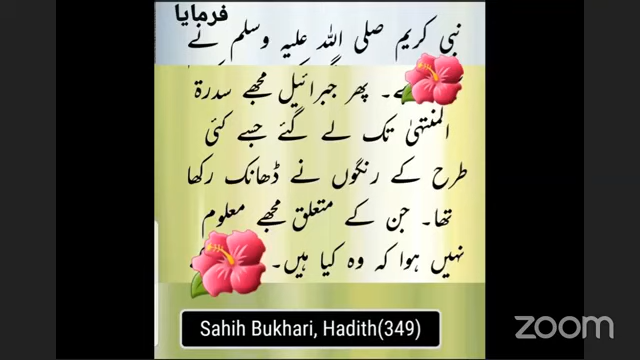 فرمایا
نبی کریم صلی اللہ علیہ وسلم نے
ہے۔ پھر جبرائیل مجھے سدرۃ
المنتہیٰ تک لے گئے جسے کئی
طرح کے رنگوں نے ڈھانک رکھا
تھا۔ جن کے متعلق مجھے معلوم
نہیں ہوا کہ وہ کیا ہیں۔
Sahih Bukhari, Hadith(349)
zoom